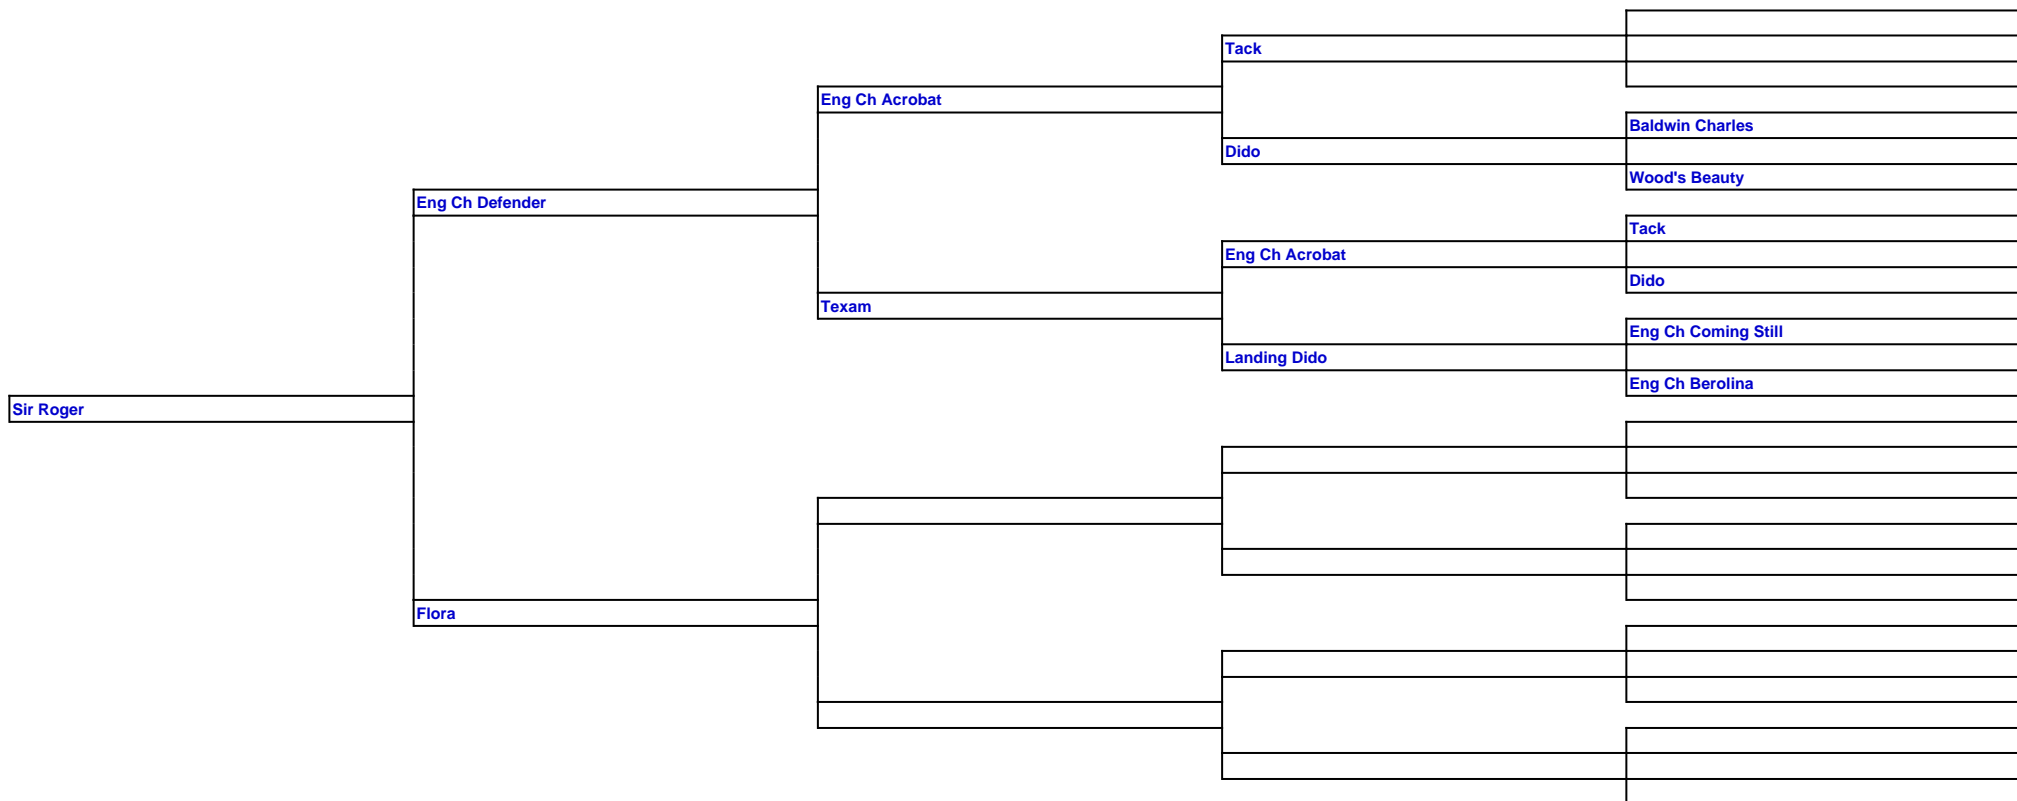 Tack
Eng Ch Acrobat
Baldwin Charles
Dido
Wood's Beauty
Eng Ch Defender
Tack
Eng Ch Acrobat
Dido
Texam
Eng Ch Coming Still
Landing Dido
Eng Ch Berolina
Sir Roger
Flora